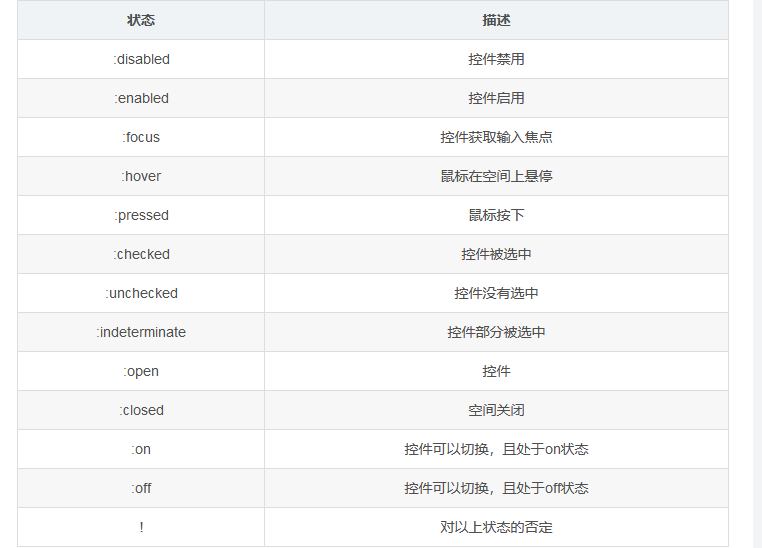 状态 描述
:disabled 控件禁用
:enabled 控件启用
:focus 控件获取输入焦点
:hover 鼠标在空间上悬停
:pressed 鼠标按下
:checked 控件被选中
:unchecked 控件没有选中
:indeterminate 控件部分被选中
:open 控件
:closed 空间关闭
:on 控件可以切换，且处于on状态
:off 控件可以切换，且处于off状态
! 对以上状态的否定